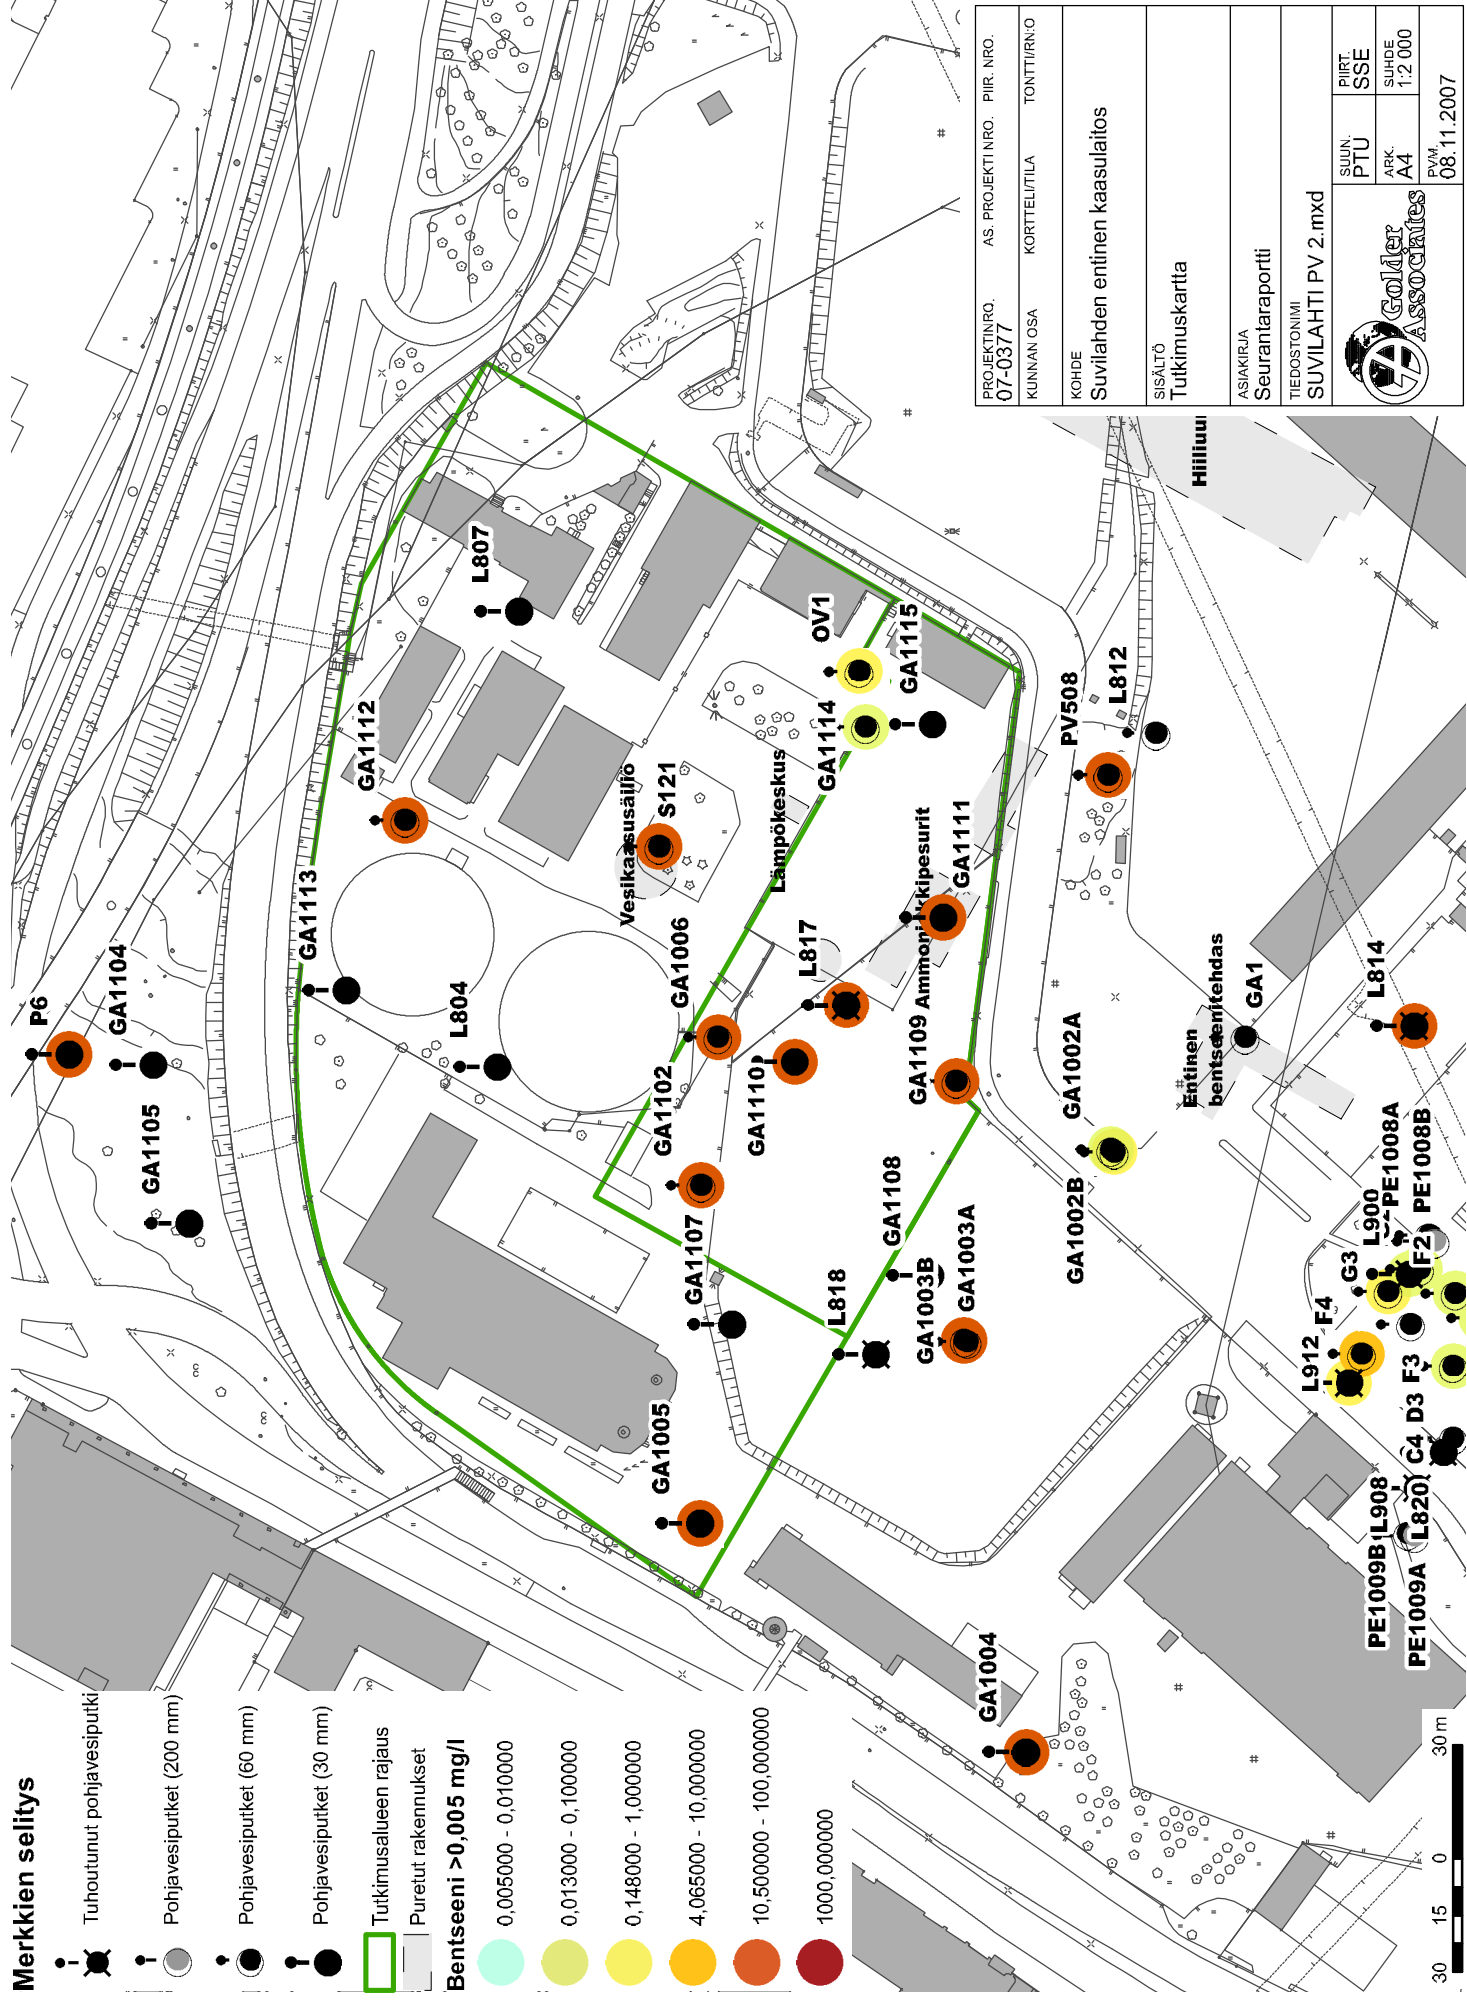 PROJEKTINRO.
07-0377
AS. PROJEKTI NRO.
PIIR. NRO.
KUNNAN OSA
KORTTELI/TILA
TONTTI/RN:O
KOHDE
Suvilahden entinen kaasulaitos
SISÄLTÖ
Tutkimuskartta
ASIAKIRJA
Seurantaraportti
TIEDOSTONIMI
SUVILAHTI PV 2.mxd
SUUN.
PTU
PIIRT.
SSE
ARK.
A4
SUHDE
1:2 000
PVM.
08.11.2007
Golder
Associates
P6
GA1104
GA1105
GA1113
GA1112
L807
L804
Vesikaasusäiliö
S121
Lämpökeskus
OV1
GA1115
GA1114
GA1006
L817
GA1111
GA1102
GA1110
GA1109
GA1107
GA1108
L818
GA1003B
GA1003A
GA1005
GA1004
PV508
L812
GA1002A
GA1002B
Entinen
bentseenitehdas
GA1
L814
PE1008A
PE1008B
L900
G3
F2
F4
L912
F3
D3
C4
L908
L820
PE1009B
PE1009A
Merkkien selitys
Tuhoutunut pohjavesiputki
Pohjavesiputket (200 mm)
Pohjavesiputket (60 mm)
Pohjavesiputket (30 mm)
Tutkimusalueen rajaus
Puretut rakennukset
Bentseeni >0,005 mg/l
0,005000 - 0,010000
0,013000 - 0,100000
0,148000 - 1,000000
4,065000 - 10,000000
10,500000 - 100,000000
1000,000000
30 15 0 30 m